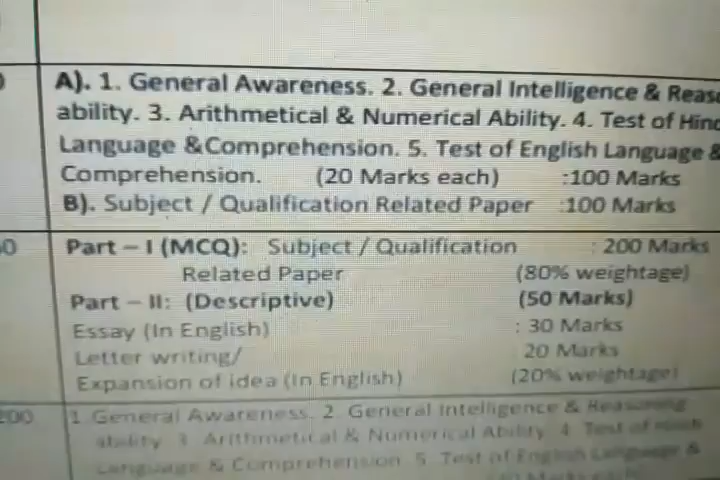 A). 1. General Awareness. 2. General Intelligence &
ability. 3. Arithmetical & Numerical Ability. 4. Test of
Language &Comprehension. 5. Test of English Language &
Comprehension. (20 Marks each) :100 Marks
B). Subject / Qualification Related Paper :100 Marks
Part – I (MCQ): Subject / Qualification : 200 Marks
Related Paper (80% weightage)
Part – II: (Descriptive) (50 Marks)
Essay (In English) : 30 Marks
Letter writing/ 20 Marks
Expansion of idea (In English) (20% weightage)
200 1. General Awareness. 2. General Intelligence & Reasoning
ability. 3. Arithmetical & Numerical Ability. 4. Test of Hindi
Language & Comprehension. 5. Test of English Language &